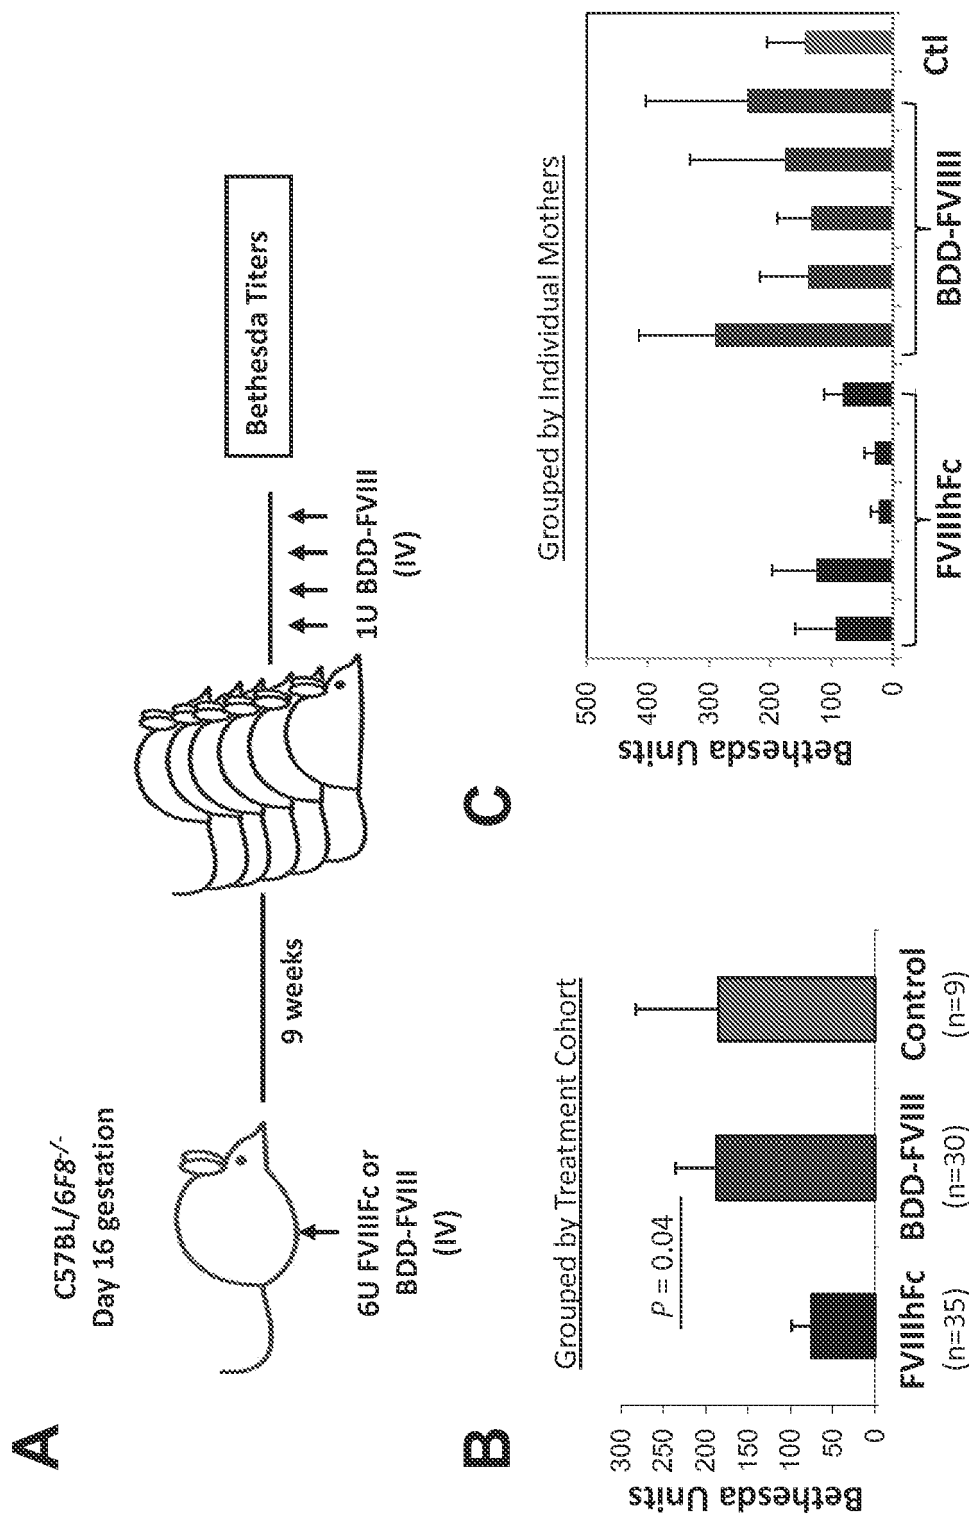 A
C57BL/6F8-/-
Day 16 gestation
6U FVIIIFc or
BDD-FVIII
(IV)
9 weeks
1U BDD-FVIII
(IV)
Bethesda Titers
B
Grouped by Treatment Cohort
Bethesda Units
300
250
200
150
100
50
0
P = 0.04
FVIIIhFc
BDD-FVIII
Control
(n=35)
(n=30)
(n=9)
C
Grouped by Individual Mothers
Bethesda Units
500
400
300
200
100
0
FVIIIhFc
BDD-FVIIII
Ctl